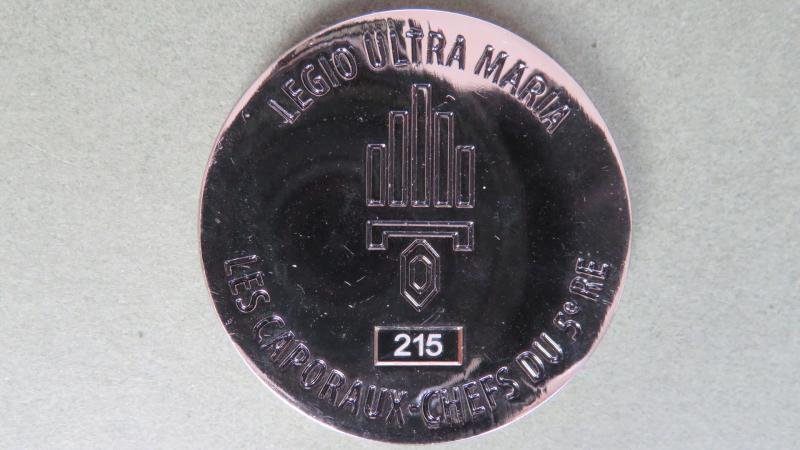 LEGIO ULTRA MARIA
215
LES CAPORAUX-CHEFS DU 5e RE